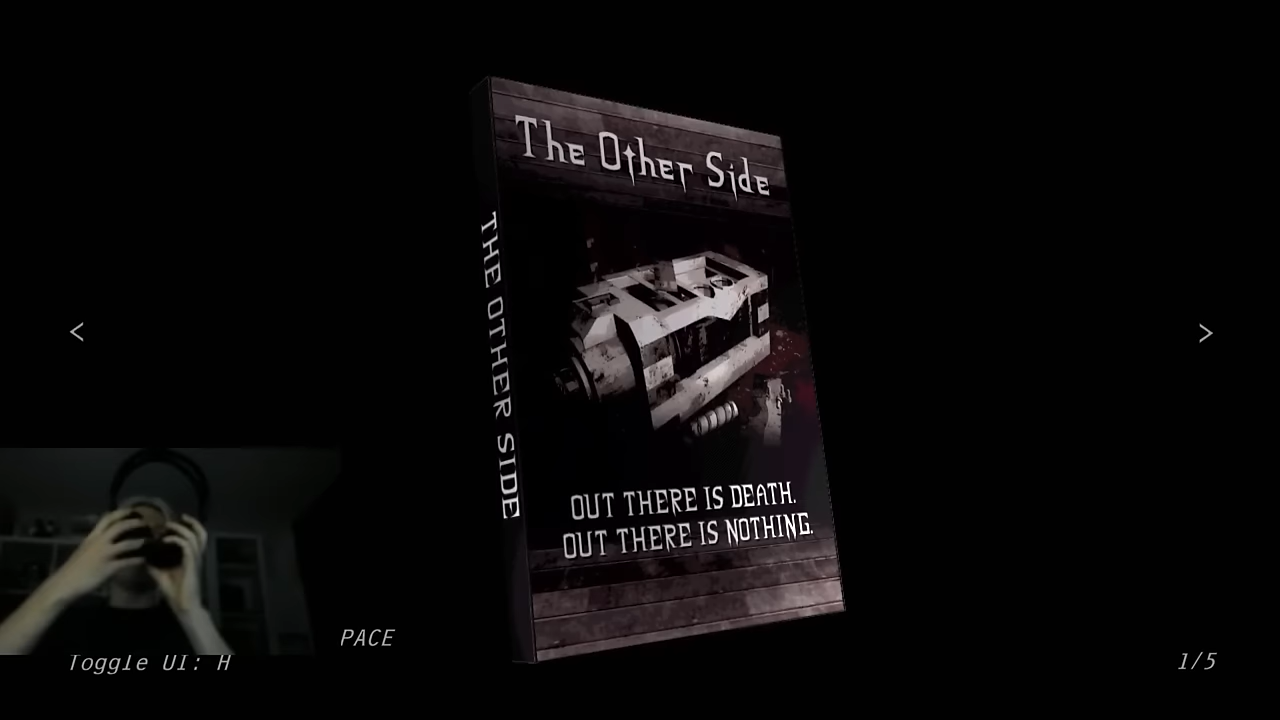 The Other Side
THE OTHER SIDE
OUT THERE IS DEATH.
OUT THERE IS NOTHING.
<
>
PACE
Toggle UI: H
1/5